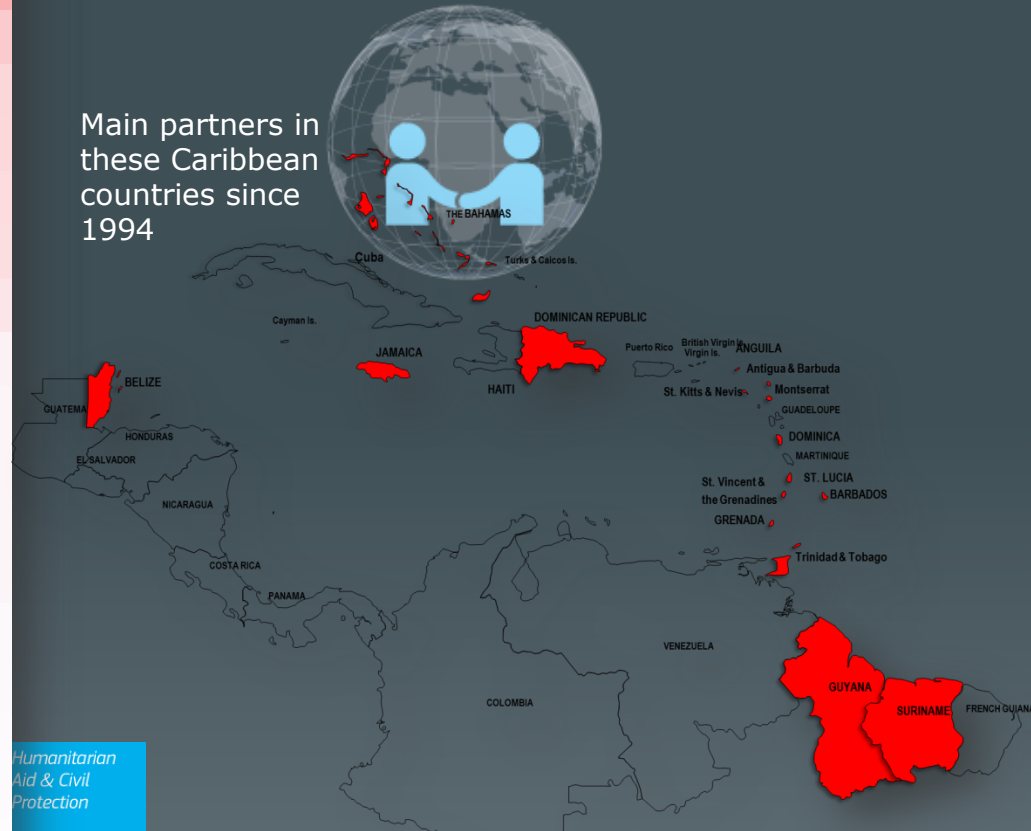 Main partners in
these Caribbean
countries since
1994
THE BAHAMAS
Cuba
Turks & Caicos Is.
Cayman Is.
DOMINICAN REPUBLIC
JAMAICA
HAITI
Puerto Rico
British Virgin Is.
Virgin Is.
ANGUILA
Antigua & Barbuda
St. Kitts & Nevis
Montserrat
GUADELOUPE
BELIZE
GUATEMA
HONDURAS
EL SALVADOR
NICARAGUA
DOMINICA
MARTINIQUE
ST. LUCIA
St. Vincent &
the Grenadines
BARBADOS
GRENADA
COSTA RICA
PANAMA
Trinidad & Tobago
VENEZUELA
COLOMBIA
GUYANA
SURINAME
FRENCH GUIANA
Humanitarian
Aid & Civil
Protection